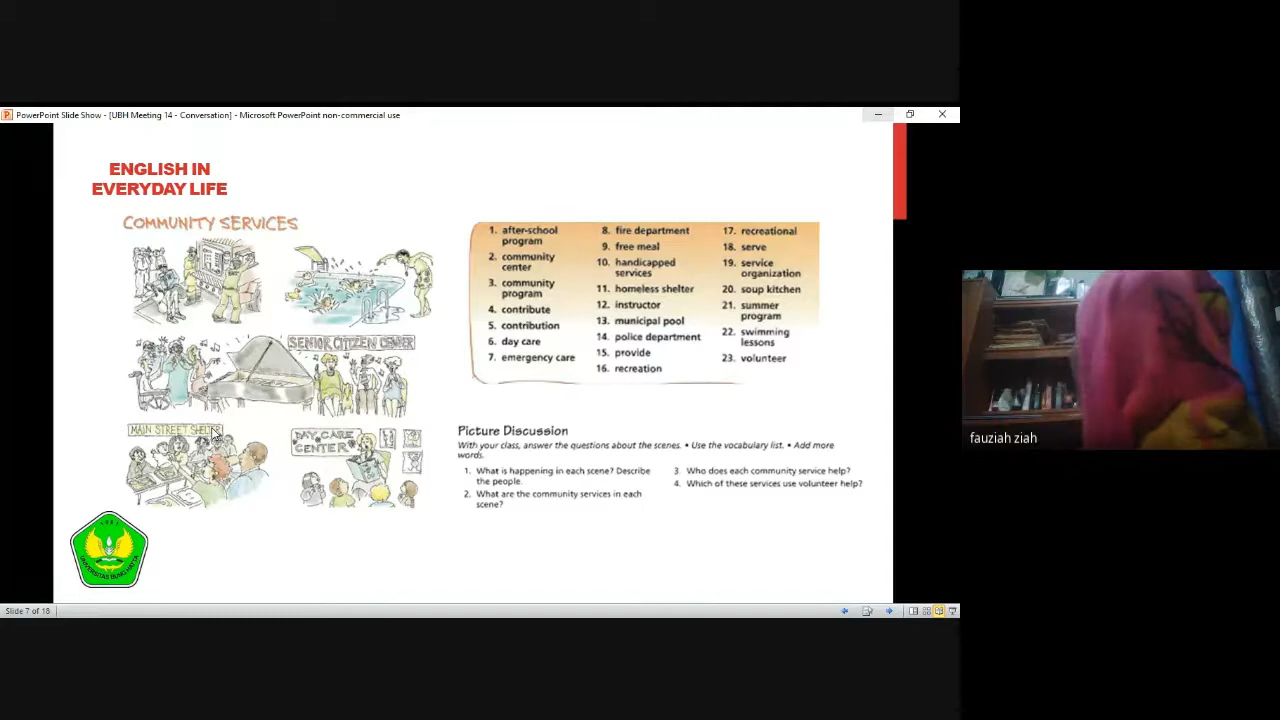 PowerPoint Slide Show - [UBH Meeting 14 - Conversation] - Microsoft PowerPoint non-commercial use
ENGLISH IN
EVERYDAY LIFE
COMMUNITY SERVICES
SENIOR CITIZEN CENTER
MAIN STREET SHELTER
DAY CARE
CENTER
1. after-school
program
2. community
center
3. community
program
4. contribute
5. contribution
6. day care
7. emergency care
8. fire department
9. free meal
10. handicapped
services
11. homeless shelter
12. instructor
13. municipal pool
14. police department
15. provide
16. recreation
17. recreational
18. serve
19. service
organization
20. soup kitchen
21. summer
program
22. swimming
lessons
23. volunteer
Picture Discussion
With your class, answer the questions about the scenes. • Use the vocabulary list. • Add more
words.
1. What is happening in each scene? Describe
the people.
2. What are the community services in each
scene?
3. Who does each community service help?
4. Which of these services use volunteer help?
1981
UNIVERSITAS BUNG HATTA
Slide 7 of 18
fauziah ziah